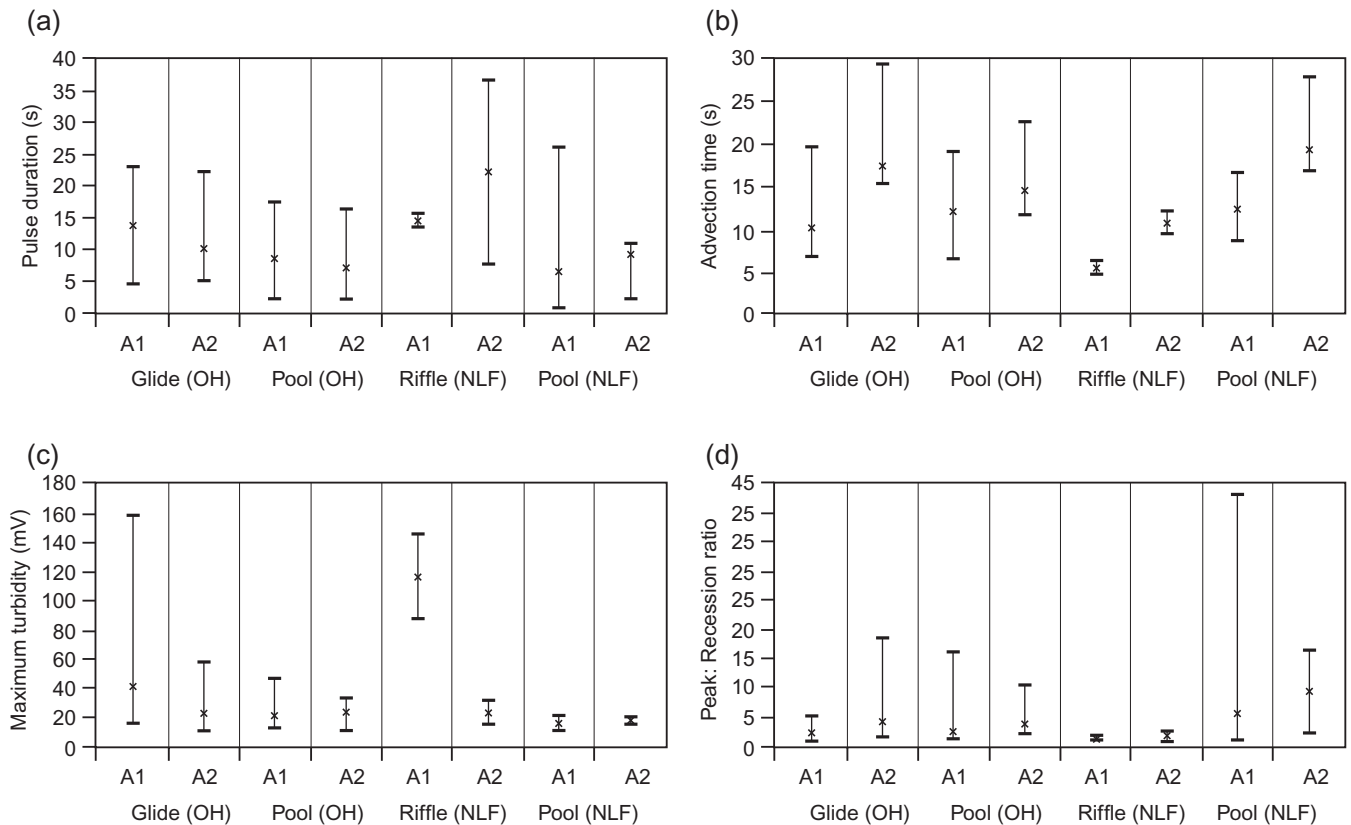 (a)
Pulse duration (s)
40
35
30
25
20
15
10
5
0
A1 A2 A1 A2 A1 A2 A1 A2
Glide (OH) Pool (OH) Riffle (NLF) Pool (NLF)
(b)
Advection time (s)
30
25
20
15
10
5
0
A1 A2 A1 A2 A1 A2 A1 A2
Glide (OH) Pool (OH) Riffle (NLF) Pool (NLF)
(c)
Maximum turbidity (mV)
180
160
140
120
100
80
60
40
20
0
A1 A2 A1 A2 A1 A2 A1 A2
Glide (OH) Pool (OH) Riffle (NLF) Pool (NLF)
(d)
Peak: Recession ratio
45
25
25
25
25
20
15
10
5
0
A1 A2 A1 A2 A1 A2 A1 A2
Glide (OH) Pool (OH) Riffle (NLF) Pool (NLF)